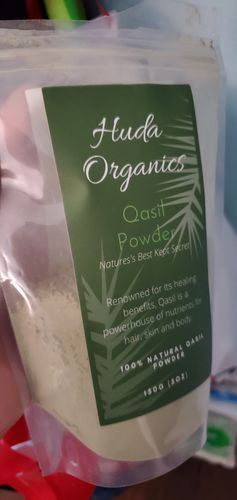 Huda
Organics
Qasil
Powder
Natures's Best Kept Secret
Renowned for its healing
benefits, Qasil is a
powerhouse of nutrients for
hair, skin and body.
100% NATURAL QASIL
POWDER
150G (5OZ)